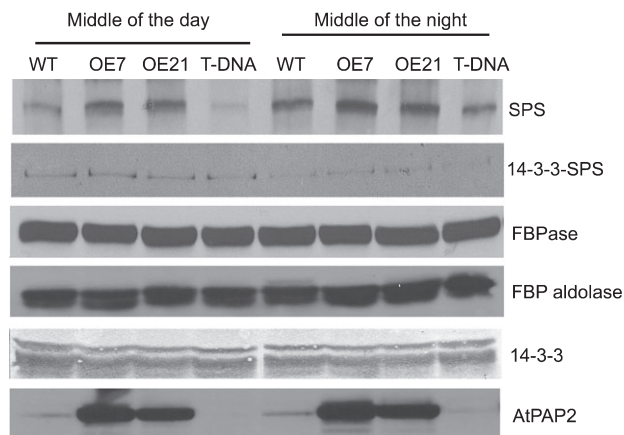 Middle of the day Middle of the night
WT OE7 OE21 T-DNA WT OE7 OE21 T-DNA
SPS
14-3-3-SPS
FBPase
FBP aldolase
14-3-3
AtPAP2